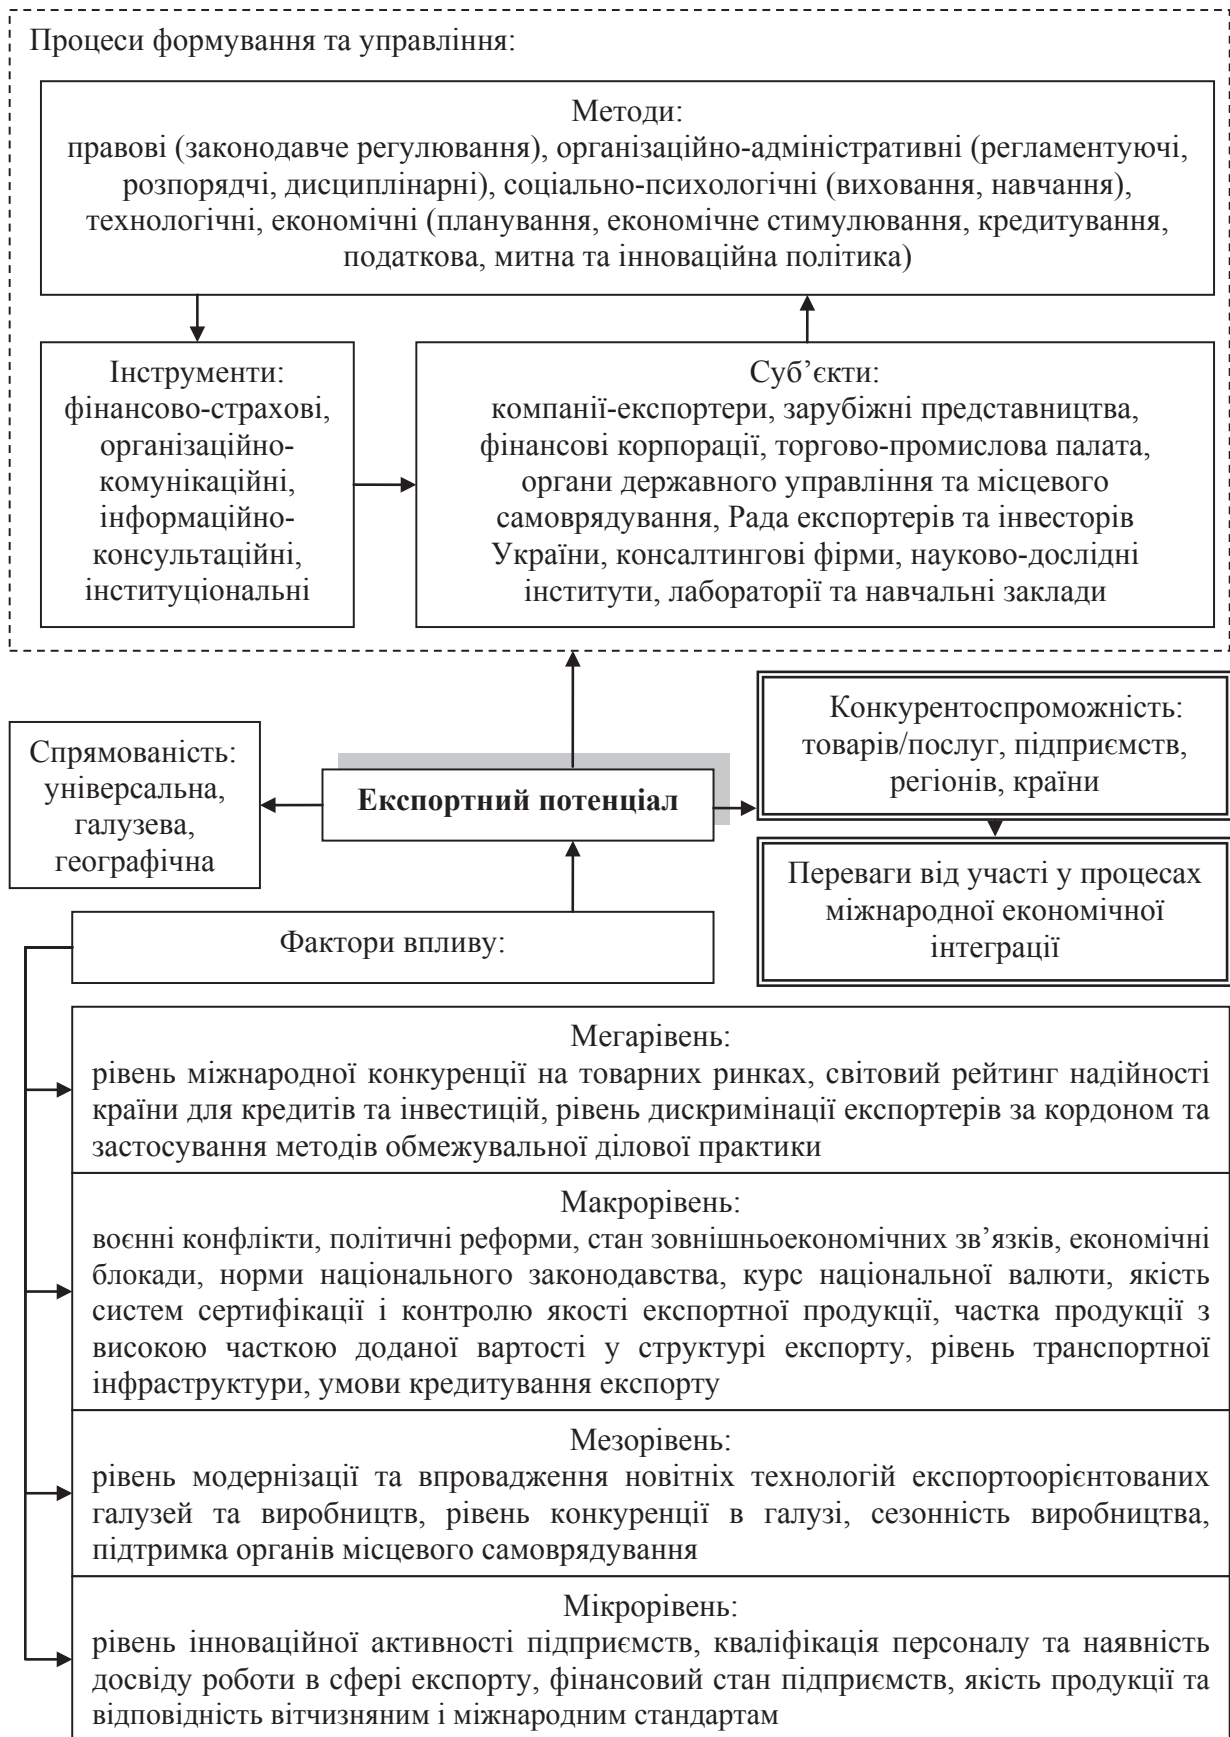 Процеси формування та управління:
Методи:
правові (законодавче регулювання), організаційно-адміністративні (регламентуючі,
розпорядчі, дисциплінарні), соціально-психологічні (виховання, навчання),
технологічні, економічні (планування, економічне стимулювання, кредитування,
податкова, митна та інноваційна політика)
Інструменти:
фінансово-страхові,
організаційно-
комунікаційні,
інформаційно-
консультаційні,
інституціональні
Суб’єкти:
компанії-експортери, зарубіжні представництва,
фінансові корпорації, торгово-промислова палата,
органи державного управління та місцевого
самоврядування, Рада експортерів та інвесторів
України, консалтингові фірми, науково-дослідні
інститути, лабораторії та навчальні заклади
Спрямованість:
універсальна,
галузева,
географічна
Експортний потенціал
Конкурентоспроможність:
товарів/послуг, підприємств,
регіонів, країни
Переваги від участі у процесах
міжнародної економічної
інтеграції
Фактори впливу:
Мегарівень:
рівень міжнародної конкуренції на товарних ринках, світовий рейтинг надійності
країни для кредитів та інвестицій, рівень дискримінації експортерів за кордоном та
застосування методів обмежувальної ділової практики
Макрорівень:
воєнні конфлікти, політичні реформи, стан зовнішньоекономічних зв’язків, економічні
блокади, норми національного законодавства, курс національної валюти, якість
систем сертифікації і контролю якості експортної продукції, частка продукції з
високою часткою доданої вартості у структурі експорту, рівень транспортної
інфраструктури, умови кредитування експорту
Мезорівень:
рівень модернізації та впровадження новітніх технологій експортоорієнтованих
галузей та виробництв, рівень конкуренції в галузі, сезонність виробництва,
підтримка органів місцевого самоврядування
Мікрорівень:
рівень інноваційної активності підприємств, кваліфікація персоналу та наявність
досвіду роботи в сфері експорту, фінансовий стан підприємств, якість продукції та
відповідність вітчизняним і міжнародним стандартам